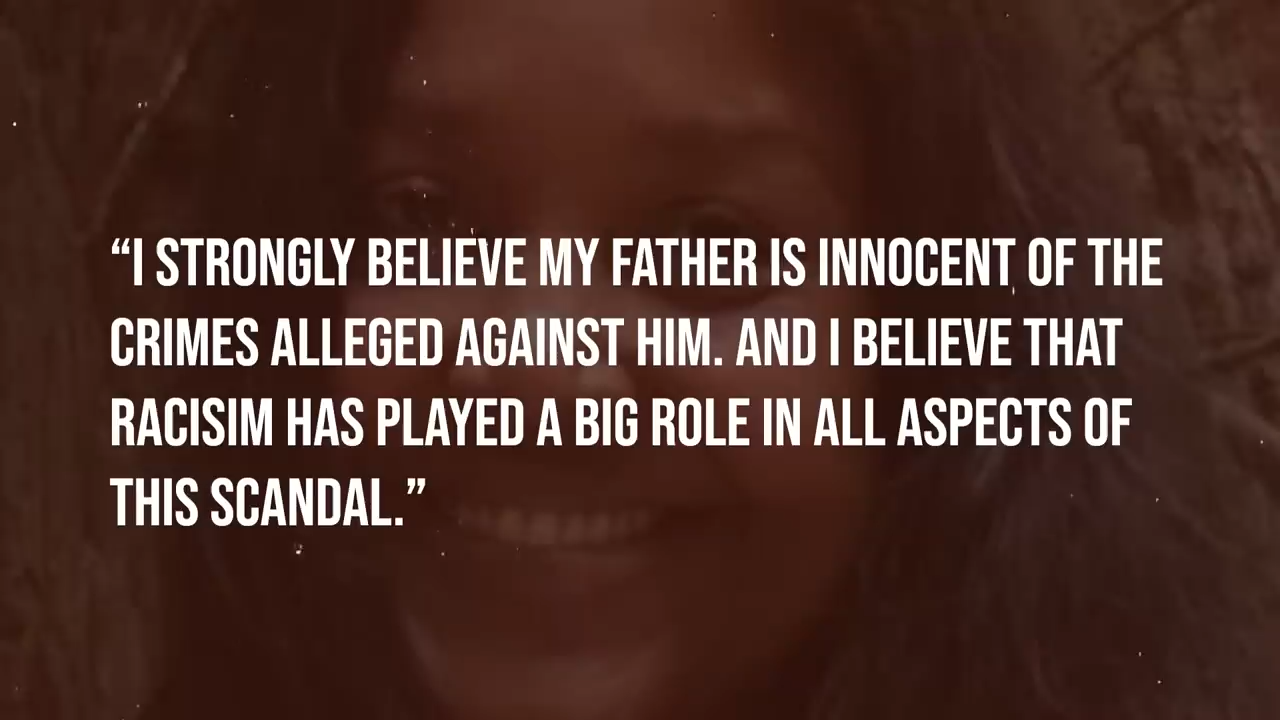 “I STRONGLY BELIEVE MY FATHER IS INNOCENT OF THE
CRIMES ALLEGED AGAINST HIM. AND I BELIEVE THAT
RACISIM HAS PLAYED A BIG ROLE IN ALL ASPECTS OF
THIS SCANDAL.”